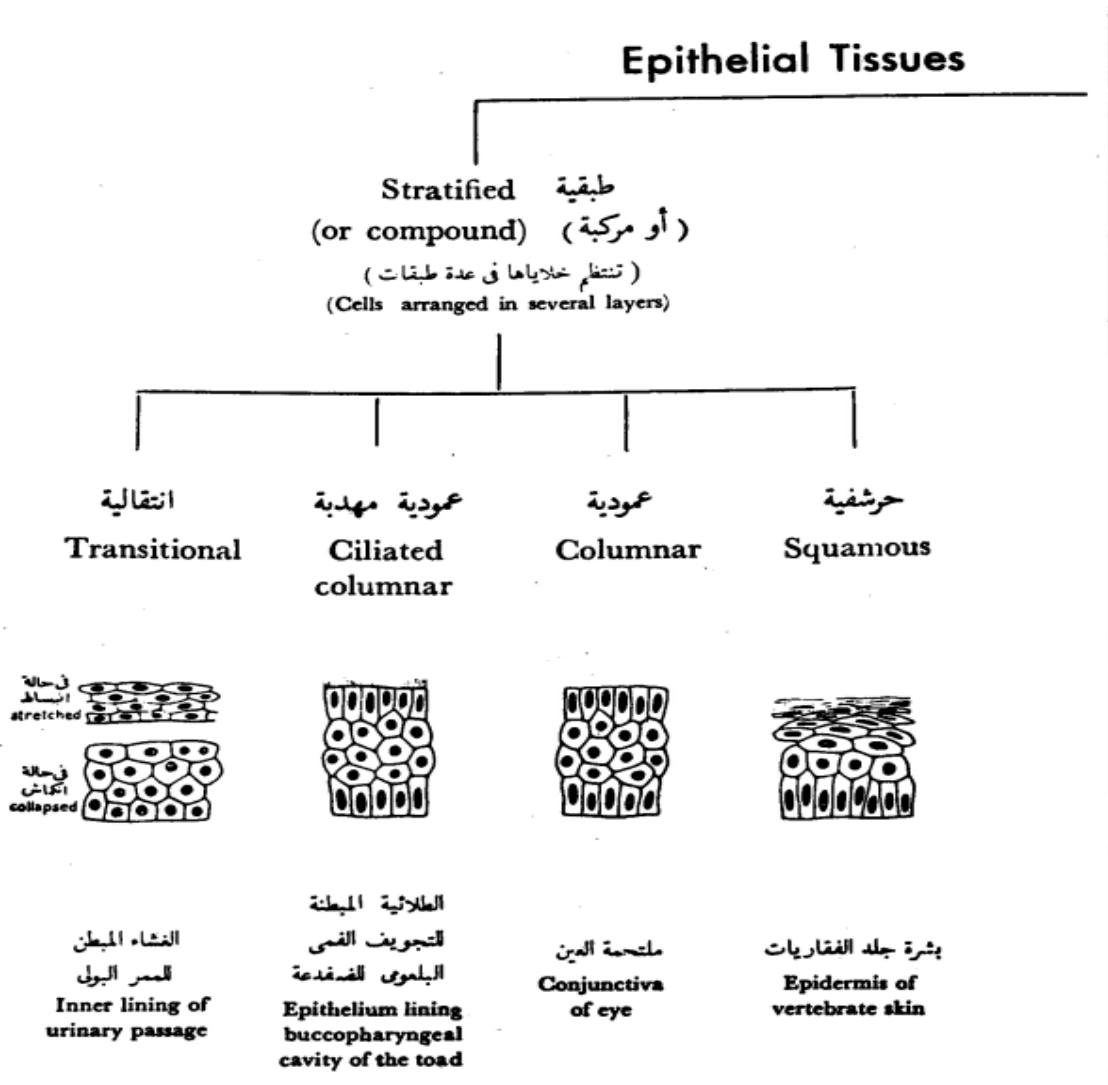 Epithelial Tissues
Stratified طبقية
(or compound) (أو مركبة)
(تنتظم خلاياها فى عدة طبقات)
(Cells arranged in several layers)
انتقالية
Transitional
عمودية مهدبة
Ciliated
columnar
عمودية
Columnar
حرشفية
Squamous
فى حالة
انبساط
stretched
فى حالة
انكماش
collapsed
الغشاء المبطن
للممر البولى
Inner lining of
urinary passage
الطلائية المبطنة
للتجويف الفمى
البلعومى للضفدعة
Epithelium lining
buccopharyngeal
cavity of the toad
ملتحمة العين
Conjunctiva
of eye
بشرة جلد الفقاريات
Epidermis of
vertebrate skin